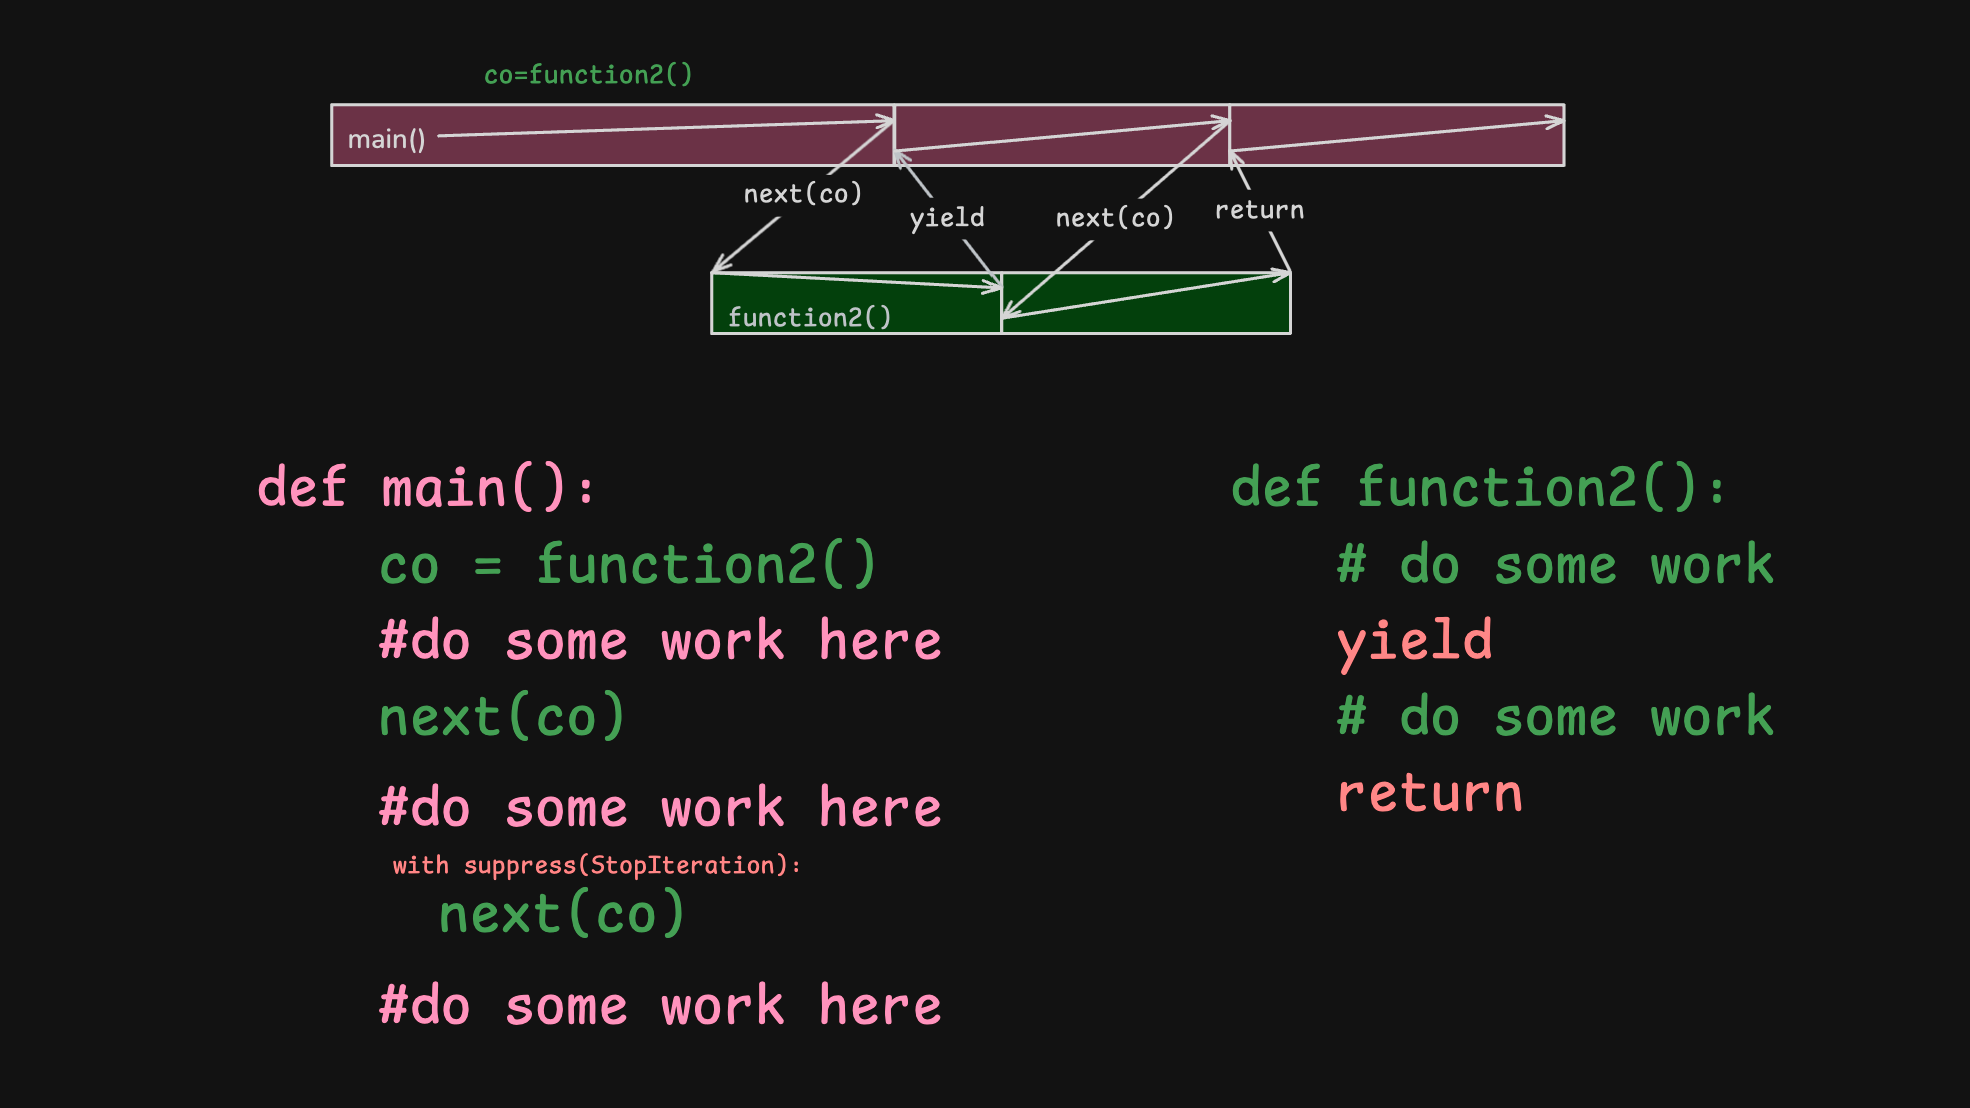 co=function2()
main()
next(co)
yield
next(co)
return
function2()
def main():
    co = function2()
    #do some work here
    next(co)
    #do some work here
    with suppress(StopIteration):
      next(co)
    #do some work here
def function2():
    # do some work
    yield
    # do some work
    return